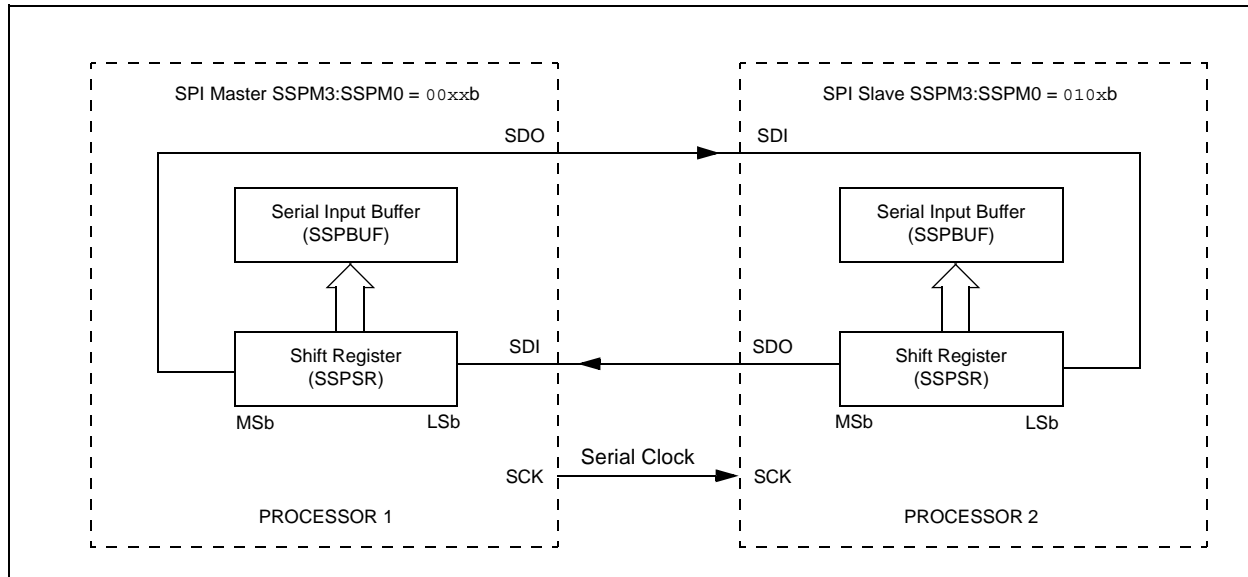 SPI Master SSPM3:SSPM0 = 00xxb
SPI Slave SSPM3:SSPM0 = 010xb
SDO
SDI
Serial Input Buffer
(SSPBUF)
Serial Input Buffer
(SSPBUF)
Shift Register
(SSPSR)
SDI
SDO
Shift Register
(SSPSR)
MSb
LSb
MSb
LSb
Serial Clock
SCK
SCK
PROCESSOR 1
PROCESSOR 2